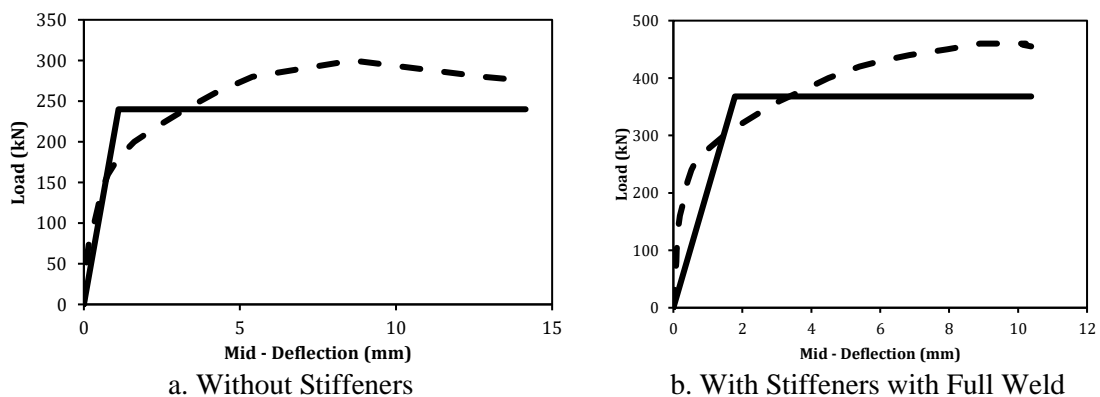 350
300
250
200
150
100
50
0
Load (kN)
0 5 10 15
Mid - Deflection (mm)
a. Without Stiffeners
500
400
300
200
100
0
Load (kN)
0 2 4 6 8 10 12
Mid - Deflection (mm)
b. With Stiffeners with Full Weld